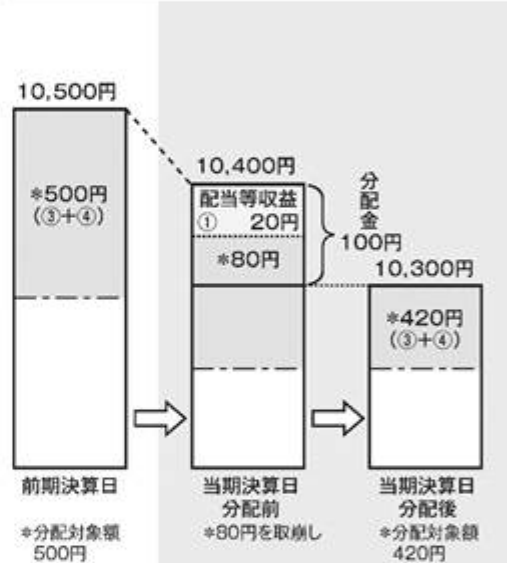 10,500円
*500円
(③+④)
10,400円
配当等収益
① 20円
*80円
分配金
100円
10,300円
*420円
(③+④)
前期決算日
*分配対象額
500円
当期決算日
分配前
*80円を取崩し
当期決算日
分配後
*分配対象額
420円